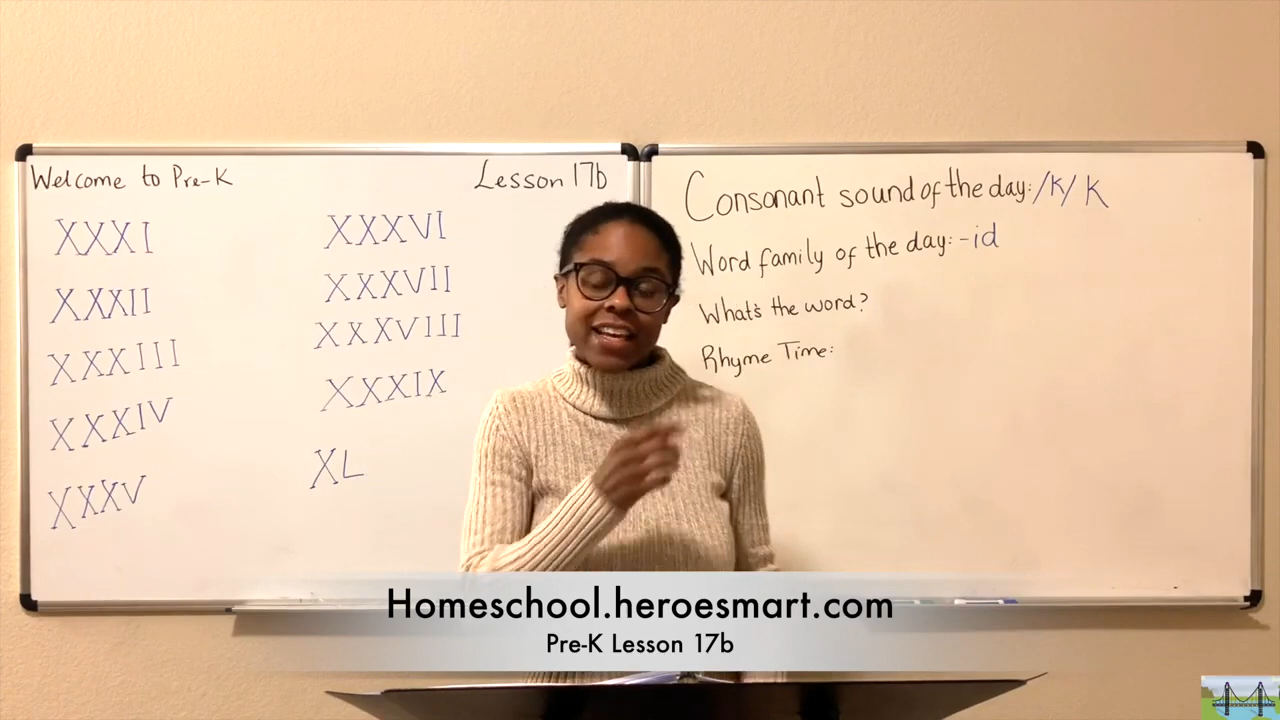 Welcome to Pre-K
Lesson 17b
XXXI
XXXII
XXXIII
XXXIV
XXXV
XXXVI
XXXVII
XXXVIII
XXXIX
XL
Consonant sound of the day: /K/ K
Word family of the day: -id
What's the word?
Rhyme Time:
Homeschool.heroesmart.com
Pre-K Lesson 17b